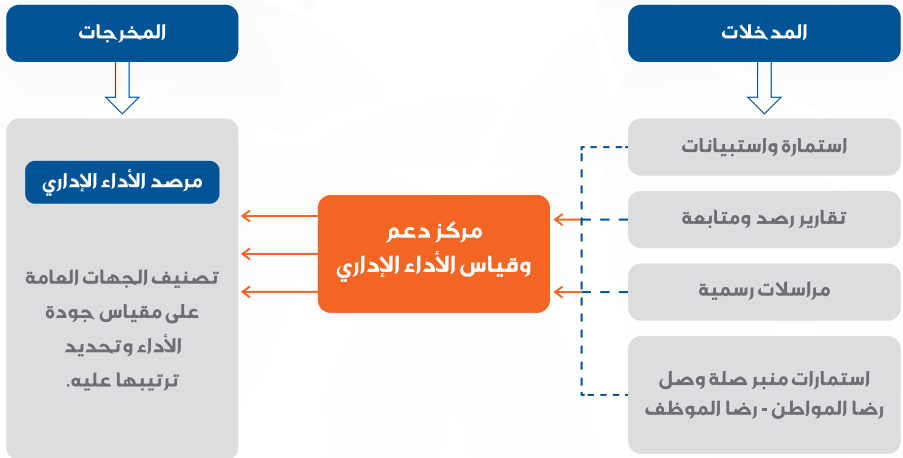 المدخلات
استمارة واستبيانات
تقارير رصد ومتابعة
مراسلات رسمية
استمارات منبر صلة وصل
رضا المواطن - رضا الموظف
مركز دعم
وقياس الأداء الإداري
المخرجات
مرصد الأداء الإداري
تصنيف الجهات العامة
على مقياس جودة
الأداء وتحديد
ترتيبها عليه.